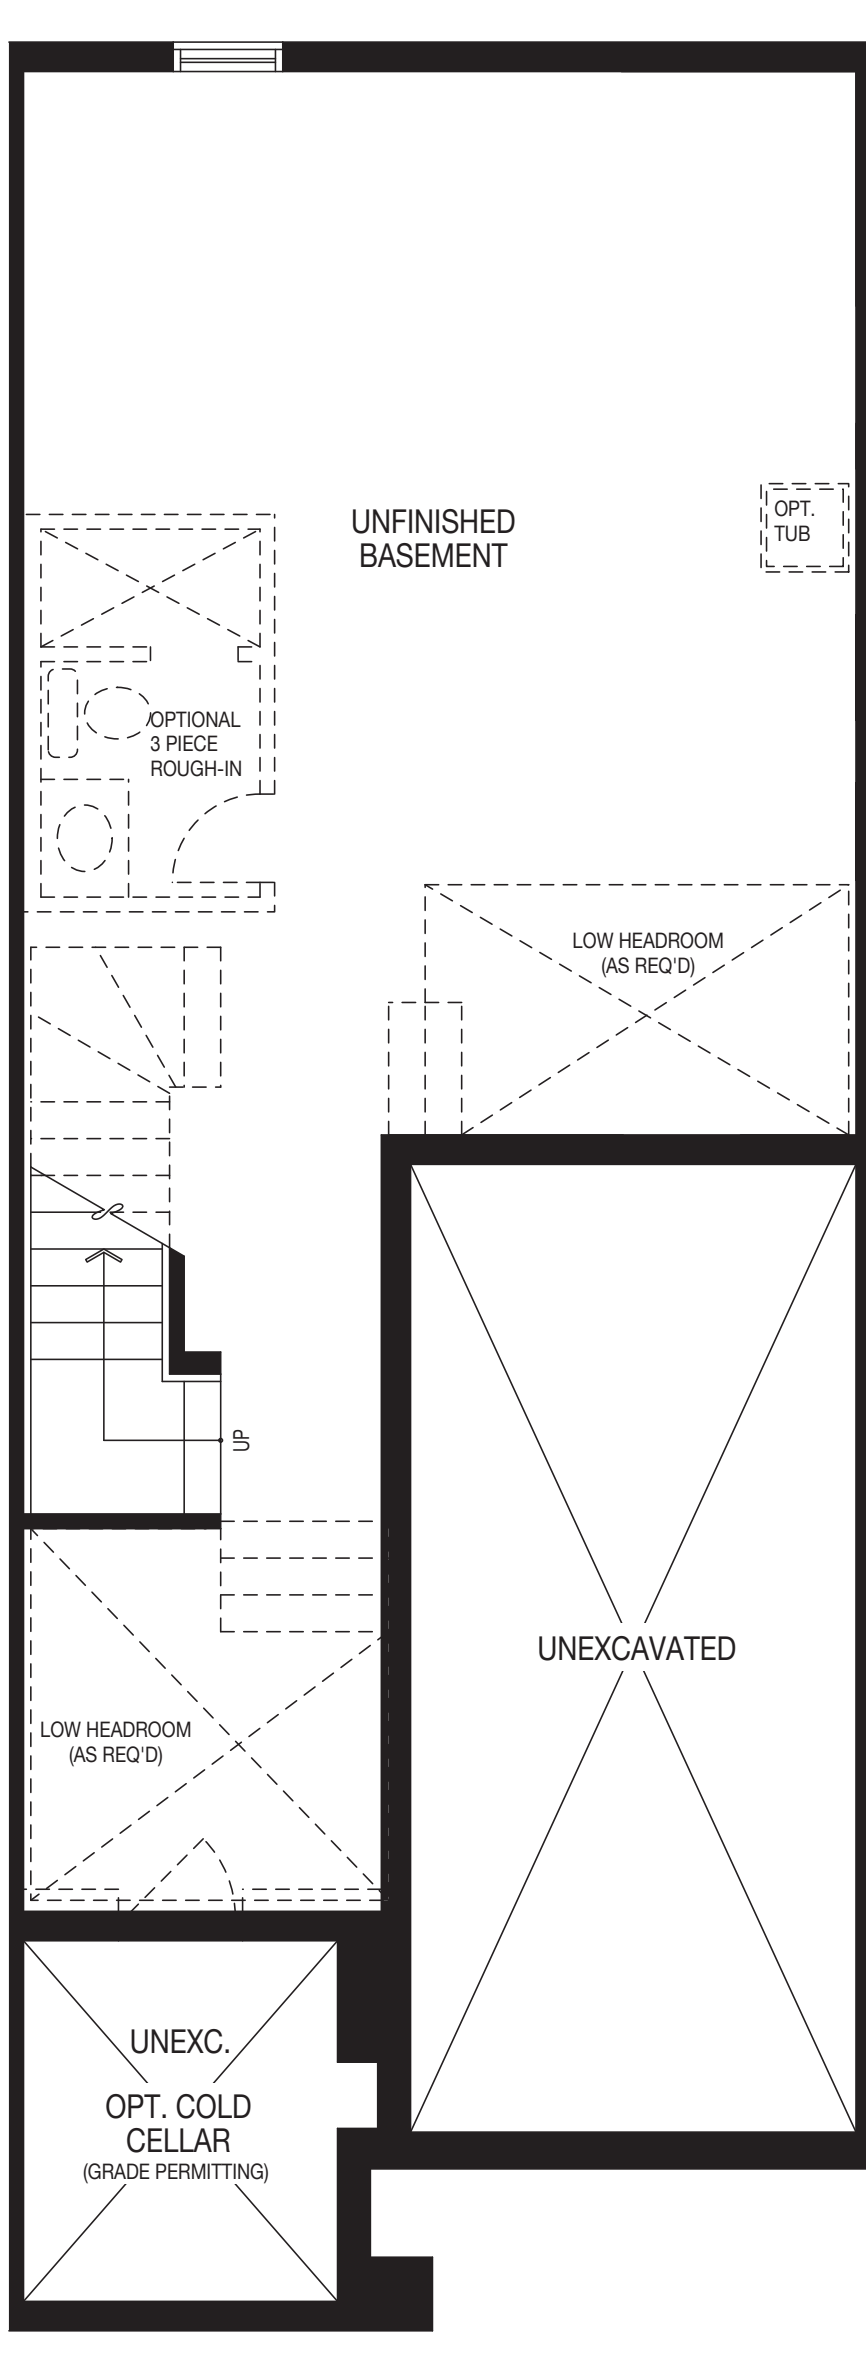 UNFINISHED
BASEMENT
OPT.
TUB
OPTIONAL
3 PIECE
ROUGH-IN
LOW HEADROOM
(AS REQ'D)
UP
UNEXCAVATED
LOW HEADROOM
(AS REQ'D)
UNEXC.
OPT. COLD
CELLAR
(GRADE PERMITTING)